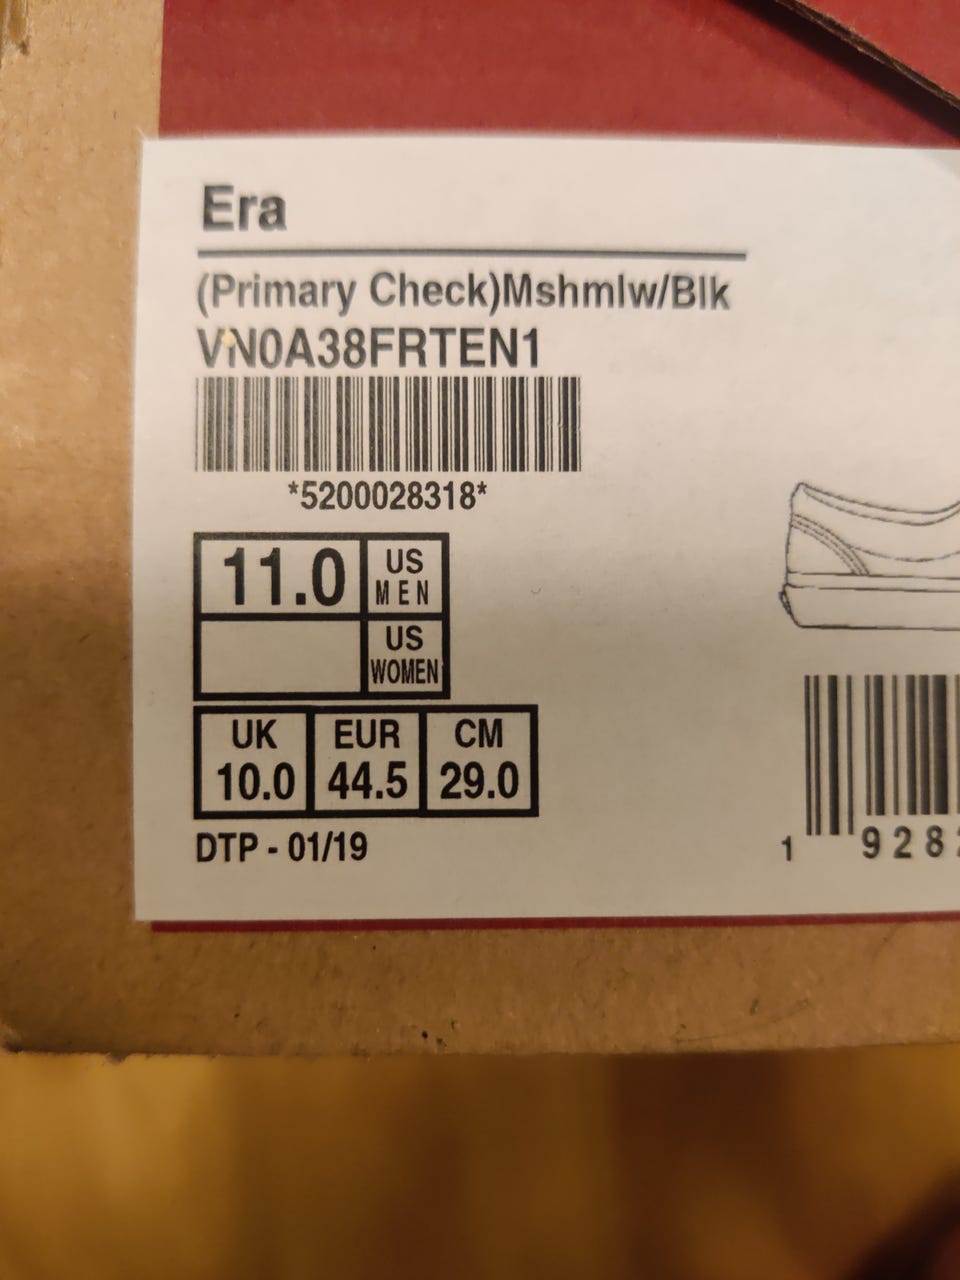 Era
(Primary Check)Mshmlw/Blk
VN0A38FRTEN1
*5200028318*
11.0 US MEN
US WOMEN
UK EUR CM
10.0 44.5 29.0
DTP - 01/19
1 928